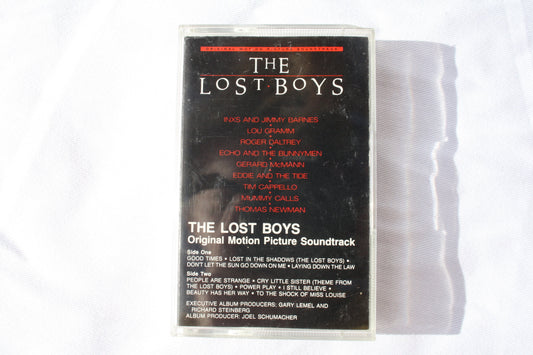 ORIGINAL MOTION PICTURE SOUNDTRACK
THE
LOST BOYS
INXS AND JIMMY BARNES
LOU GRAMM
ROGER DALTREY
ECHO AND THE BUNNYMEN
GERARD McMANN
EDDIE AND THE TIDE
TIM CAPPELLO
MUMMY CALLS
THOMAS NEWMAN
THE LOST BOYS
Original Motion Picture Soundtrack
Side One
GOOD TIMES • LOST IN THE SHADOWS (THE LOST BOYS) •
DON'T LET THE SUN GO DOWN ON ME • LAYING DOWN THE LAW
Side Two
PEOPLE ARE STRANGE • CRY LITTLE SISTER (THEME FROM
THE LOST BOYS) • POWER PLAY • I STILL BELIEVE •
BEAUTY HAS HER WAY • TO THE SHOCK OF MISS LOUISE
EXECUTIVE ALBUM PRODUCERS: GARY LEMEL AND
RICHARD STEINBERG
ALBUM PRODUCER: JOEL SCHUMACHER